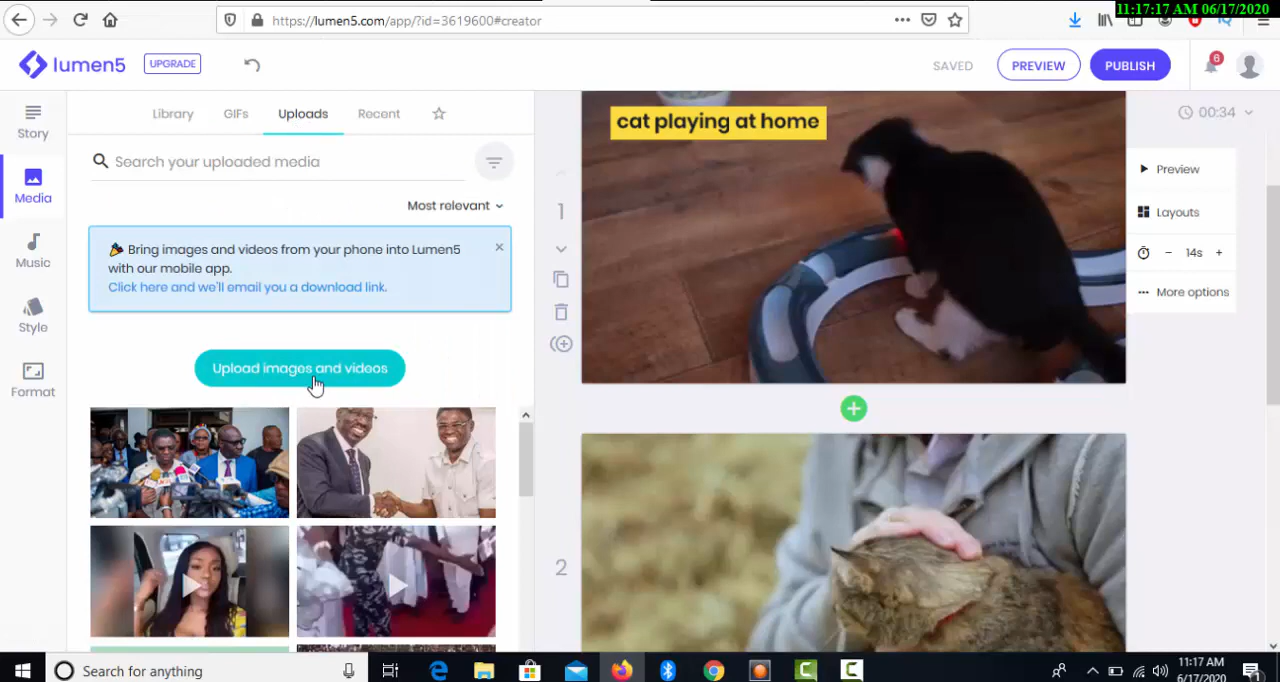 11:17:17 AM 06/17/2020
https://lumen5.com/app/?id=3619600#creator
lumen5
UPGRADE
SAVED
PREVIEW
PUBLISH
6
Story
Media
Music
Style
Format
Library
GIFs
Uploads
Recent
Search your uploaded media
Most relevant
Bring images and videos from your phone into Lumen5
with our mobile app.
Click here and we'll email you a download link.
Upload images and videos
cat playing at home
1
2
00:34
Preview
Layouts
− 14s +
More options
Search for anything
11:17 AM
6/17/2020